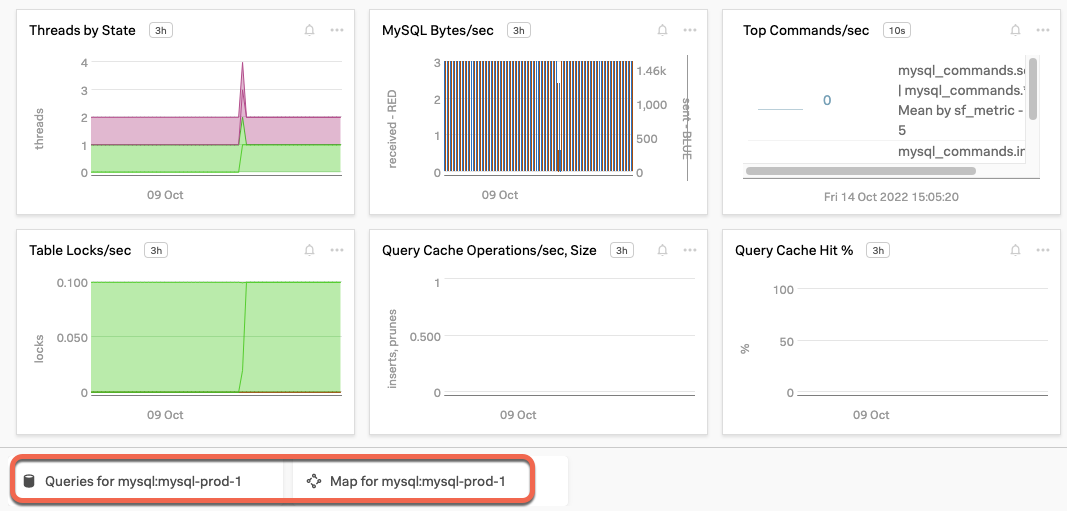 Threads by State 3h
4
3
2
1
0
threads
09 Oct
MySQL Bytes/sec 3h
3
2
1
0
received - RED
1.46k
1,000
500
0
sent - BLUE
09 Oct
Top Commands/sec 10s
0
mysql_commands.se
| mysql_commands.*
Mean by sf_metric -
5
mysql_commands.in
Fri 14 Oct 2022 15:05:20
Table Locks/sec 3h
0.100
0.050
0
locks
09 Oct
Query Cache Operations/sec, Size 3h
1
0.500
0
inserts, prunes
09 Oct
Query Cache Hit % 3h
100
50
0
%
09 Oct
Queries for mysql:mysql-prod-1
Map for mysql:mysql-prod-1